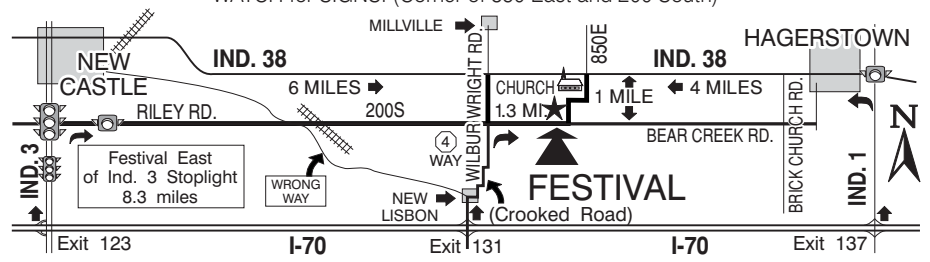 WATCH for SIGNS! (Corner of 850 East and 200 South)
MILLVILLE
850E
HAGERSTOWN
NEW
CASTLE
IND. 38
IND. 38
6 MILES
WILBUR WRIGHT RD.
CHURCH
1.3 MI.
1 MILE
4 MILES
RILEY RD.
200S
BEAR CREEK RD.
BRICK CHURCH RD.
N
4
WAY
IND. 3
Festival East
of Ind. 3 Stoplight
8.3 miles
WRONG
WAY
FESTIVAL
IND. 1
NEW
LISBON
(Crooked Road)
Exit 123
I-70
Exit 131
I-70
Exit 137